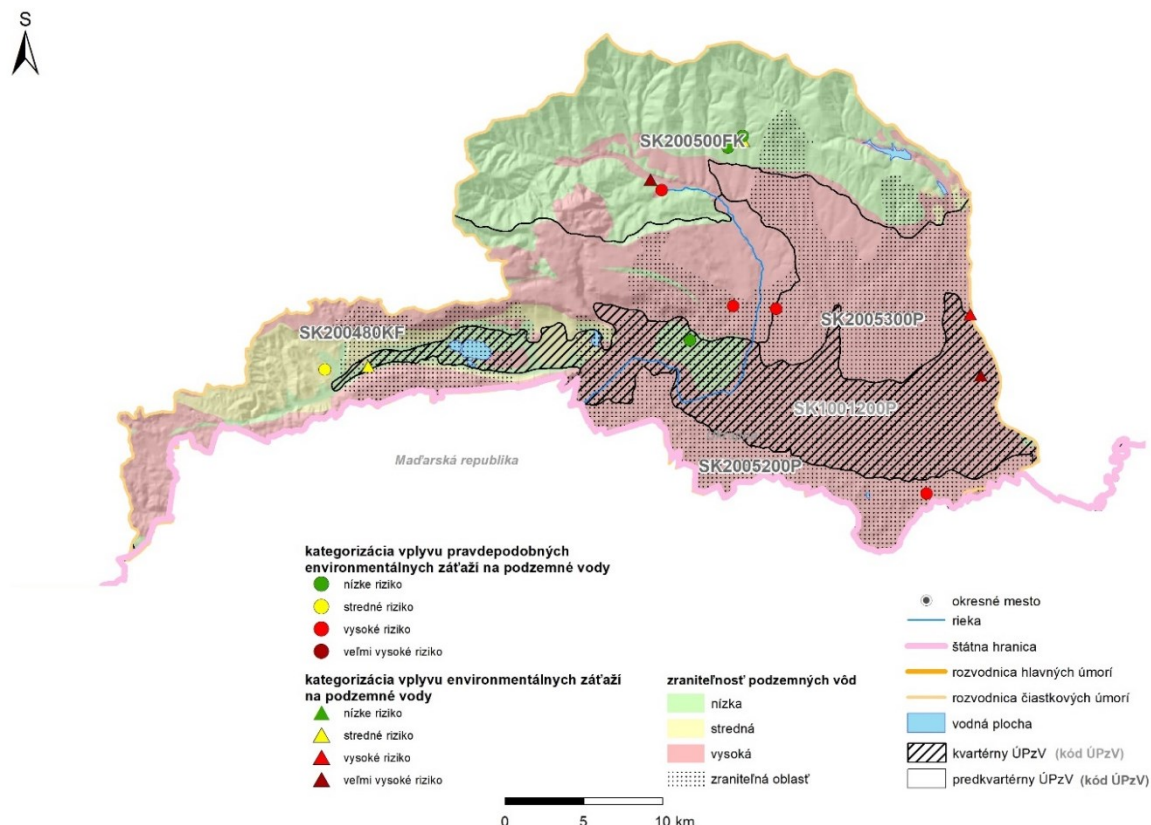 S
SK200500FK
SK200480KF
SK2005300P
SK1001200P
SK2005200P
Maďarská republika
kategorizácia vplyvu pravdepodobných
environmentálnych záťaží na podzemné vody
nízke riziko
stredné riziko
vysoké riziko
veľmi vysoké riziko
kategorizácia vplyvu environmentálnych záťaží
na podzemné vody
nízke riziko
stredné riziko
vysoké riziko
veľmi vysoké riziko
zraniteľnosť podzemných vôd
nízka
stredná
vysoká
zraniteľná oblasť
okresné mesto
rieka
štátna hranica
rozvodnica hlavných úmorí
rozvodnica čiastkových úmorí
vodná plocha
kvartérny ÚPzV (kód ÚPzV)
predkvartérny ÚPzV (kód ÚPzV)
0 5 10 km